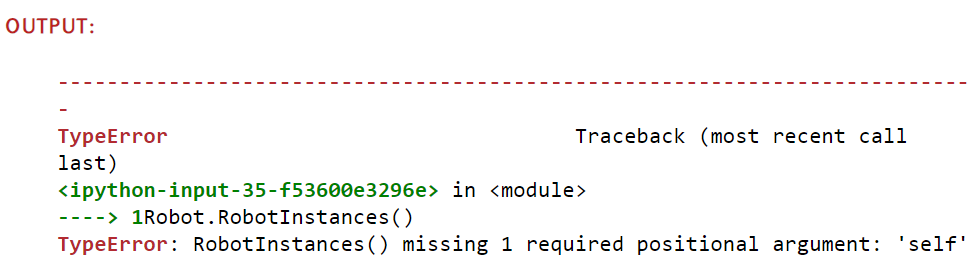 OUTPUT:
---------------------------------------------------------------------------
-
TypeError                                 Traceback (most recent call
last)
<ipython-input-35-f53600e3296e> in <module>
----> 1Robot.RobotInstances()
TypeError: RobotInstances() missing 1 required positional argument: 'self'